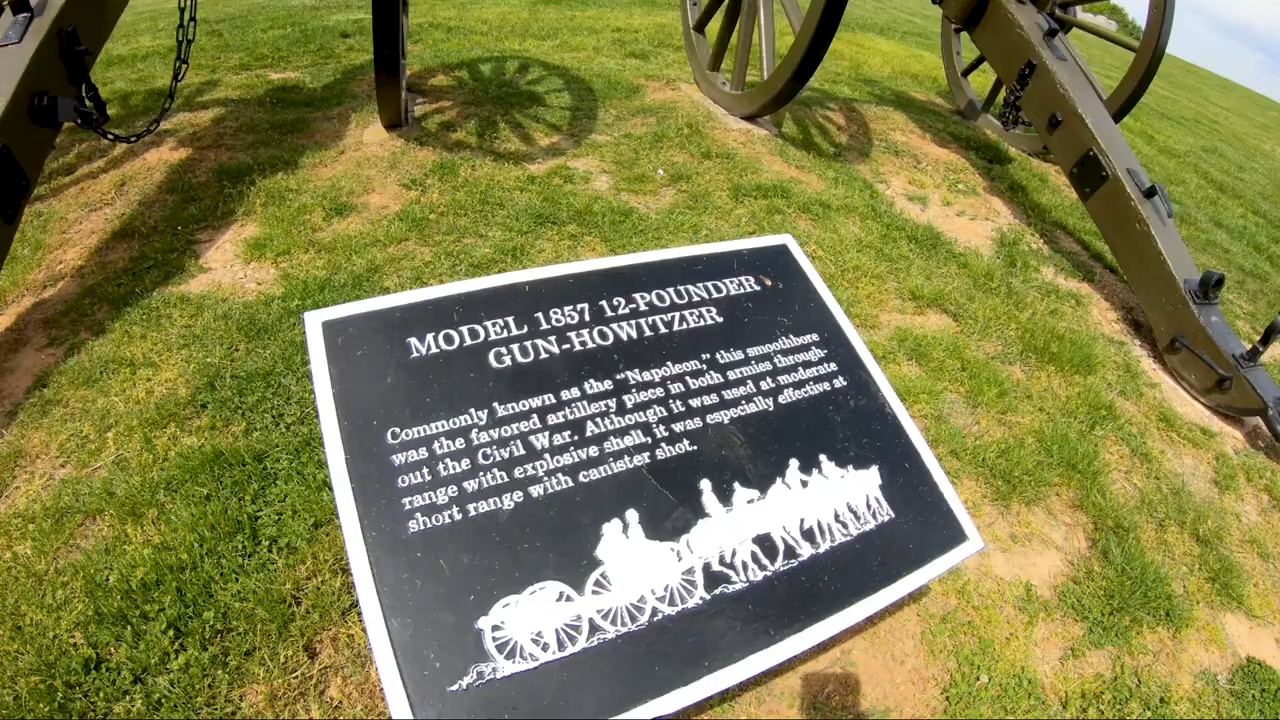 MODEL 1857 12-POUNDER
GUN-HOWITZER
Commonly known as the “Napoleon,” this smoothbore
was the favored artillery piece in both armies through-
out the Civil War. Although it was used at moderate
range with explosive shell, it was especially effective at
short range with canister shot.